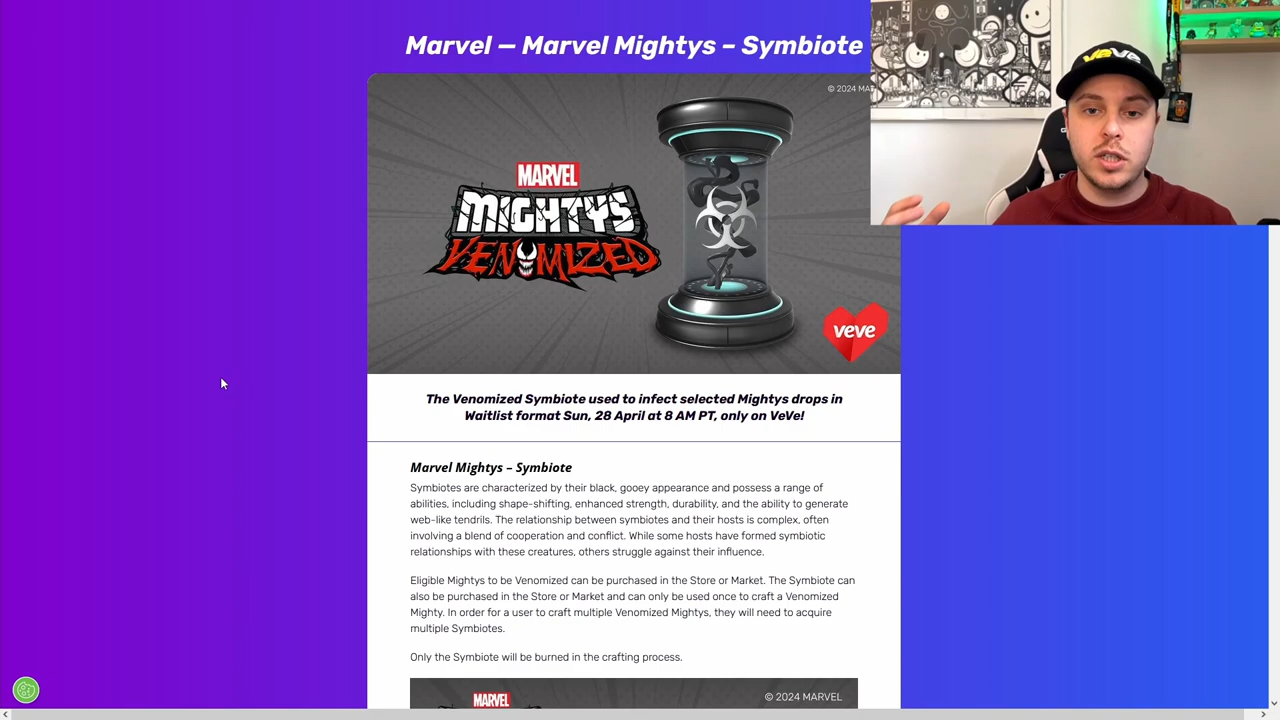 Marvel — Marvel Mightys – Symbiote
© 2024 MAR
MARVEL
MIGHTYS
VENOMIZED
veve
veve
The Venomized Symbiote used to infect selected Mightys drops in
Waitlist format Sun, 28 April at 8 AM PT, only on VeVe!
Marvel Mightys – Symbiote
Symbiotes are characterized by their black, gooey appearance and possess a range of
abilities, including shape-shifting, enhanced strength, durability, and the ability to generate
web-like tendrils. The relationship between symbiotes and their hosts is complex, often
involving a blend of cooperation and conflict. While some hosts have formed symbiotic
relationships with these creatures, others struggle against their influence.
Eligible Mightys to be Venomized can be purchased in the Store or Market. The Symbiote can
also be purchased in the Store or Market and can only be used once to craft a Venomized
Mighty. In order for a user to craft multiple Venomized Mightys, they will need to acquire
multiple Symbiotes.
Only the Symbiote will be burned in the crafting process.
MARVEL
© 2024 MARVEL